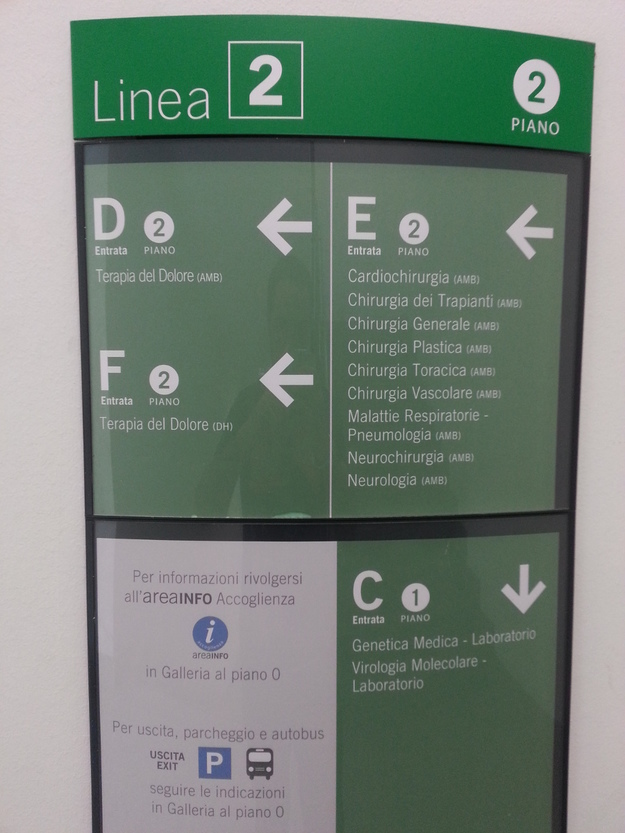 Linea 2
2
PIANO
D 2
Entrata PIANO
Terapia del Dolore (AMB)
F 2
Entrata PIANO
Terapia del Dolore (DH)
E 2
Entrata PIANO
Cardiochirurgia (AMB)
Chirurgia dei Trapianti (AMB)
Chirurgia Generale (AMB)
Chirurgia Plastica (AMB)
Chirurgia Toracica (AMB)
Chirurgia Vascolare (AMB)
Malattie Respiratorie -
Pneumologia (AMB)
Neurochirurgia (AMB)
Neurologia (AMB)
Per informazioni rivolgersi
all'areaINFO Accoglienza
i
areaINFO
in Galleria al piano 0
Per uscita, parcheggio e autobus
USCITA
EXIT
P
seguire le indicazioni
in Galleria al piano 0
C 1
Entrata PIANO
Genetica Medica - Laboratorio
Virologia Molecolare -
Laboratorio